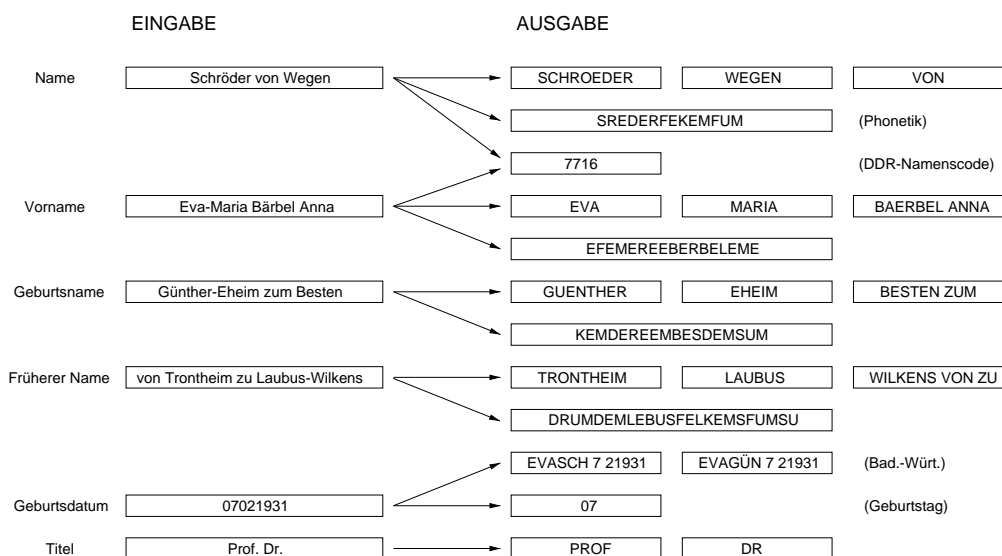 EINGABE AUSGABE
Name Schröder von Wegen SCHROEDER WEGEN VON
SREDERFEKEMFUM (Phonetik)
7716 (DDR-Namenscode)
Vorname Eva-Maria Bärbel Anna EVA MARIA BAERBEL ANNA
EFEMEREEBERBELEME
Geburtsname Günther-Eheim zum Besten GUENTHER EHEIM BESTEN ZUM
KEMDEREEMBESDEMSUM
Früherer Name von Trontheim zu Laubus-Wilkens TRONTHEIM LAUBUS WILKENS VON ZU
DRUMDEMLEBUSFELKEMSFUMSU
EVASCH 7 21931 EVAGÜN 7 21931 (Bad.-Würt.)
Geburtsdatum 07021931 07 (Geburtstag)
Titel Prof. Dr. PROF DR